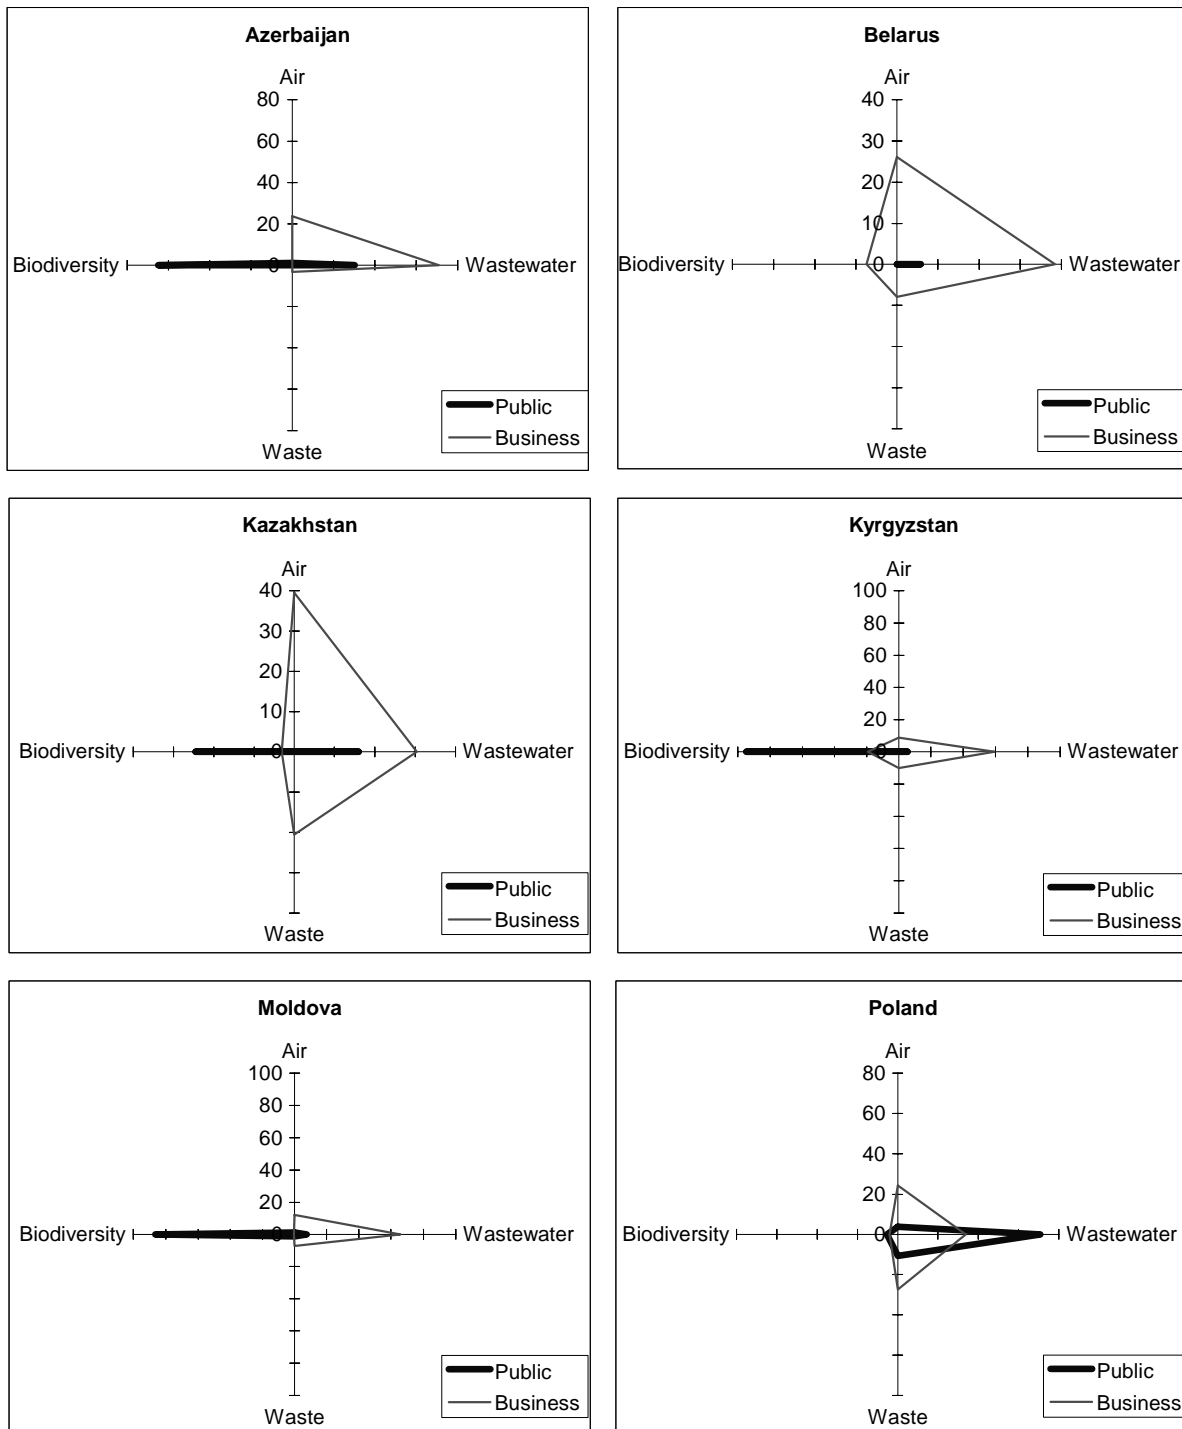 Azerbaijan
Air
80
60
40
20
0
Biodiversity
Wastewater
Waste
Public
Business
Belarus
Air
40
30
20
10
0
Biodiversity
Wastewater
Waste
Public
Business
Kazakhstan
Air
40
30
20
10
0
Biodiversity
Wastewater
Waste
Public
Business
Kyrgyzstan
Air
100
80
60
40
20
0
Biodiversity
Wastewater
Waste
Public
Business
Moldova
Air
100
80
60
40
20
0
Biodiversity
Wastewater
Waste
Public
Business
Poland
Air
80
60
40
20
0
Biodiversity
Wastewater
Waste
Public
Business